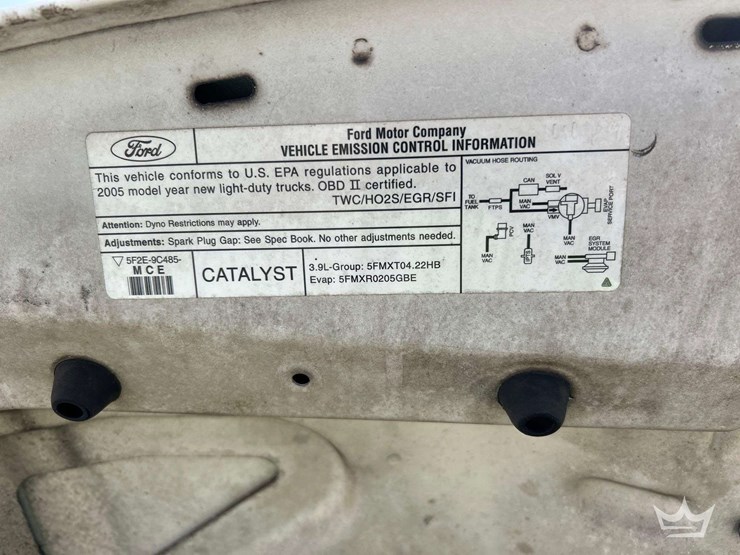 Ford
Ford Motor Company
VEHICLE EMISSION CONTROL INFORMATION
This vehicle conforms to U.S. EPA regulations applicable to
2005 model year new light-duty trucks. OBD II certified.
TWC/HO2S/EGR/SFI
Attention: Dyno Restrictions may apply.
Adjustments: Spark Plug Gap: See Spec Book. No other adjustments needed.
5F2E-9C485-
MCE
CATALYST
3.9L-Group: 5FMXT04.22HB
Evap: 5FMXR0205GBE
VACUUM HOSE ROUTING
CAN
SOL V
VENT
TO
FUEL
TANK
FTPS
MAN
VAC
VMV
EVAP
SERVICE PORT
MAN
VAC
PCV
MAN
VAC
MAN
VAC
EGR
SYSTEM
MODULE
MAN
VAC